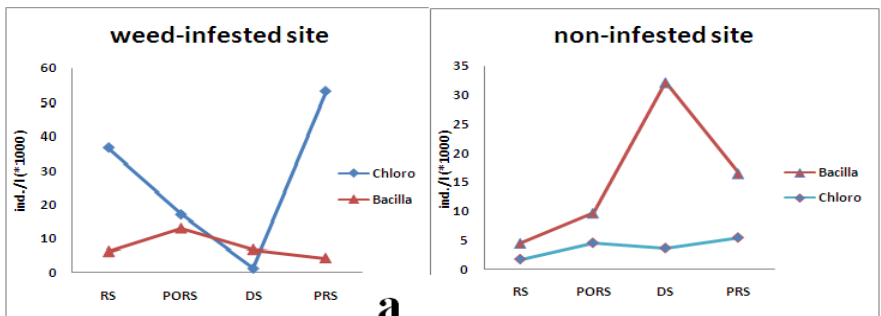 weed-infested site
ind./l(*1000)
60
50
40
30
20
10
0
RS PORS DS PRS
Chloro
Bacilla
a
non-infested site
ind./l(*1000)
35
30
25
20
15
10
5
0
RS PORS DS PRS
Bacilla
Chloro